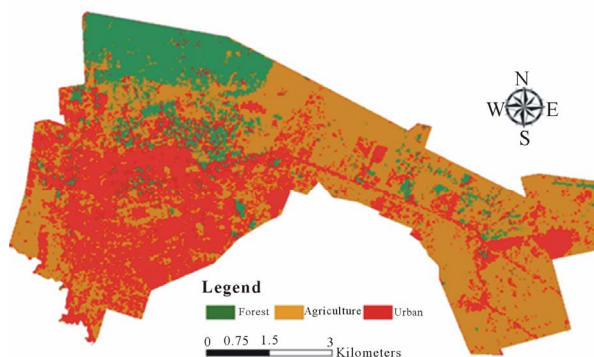 N
W E
S
Legend
Forest Agriculture Urban
0 0.75 1.5 3
Kilometers